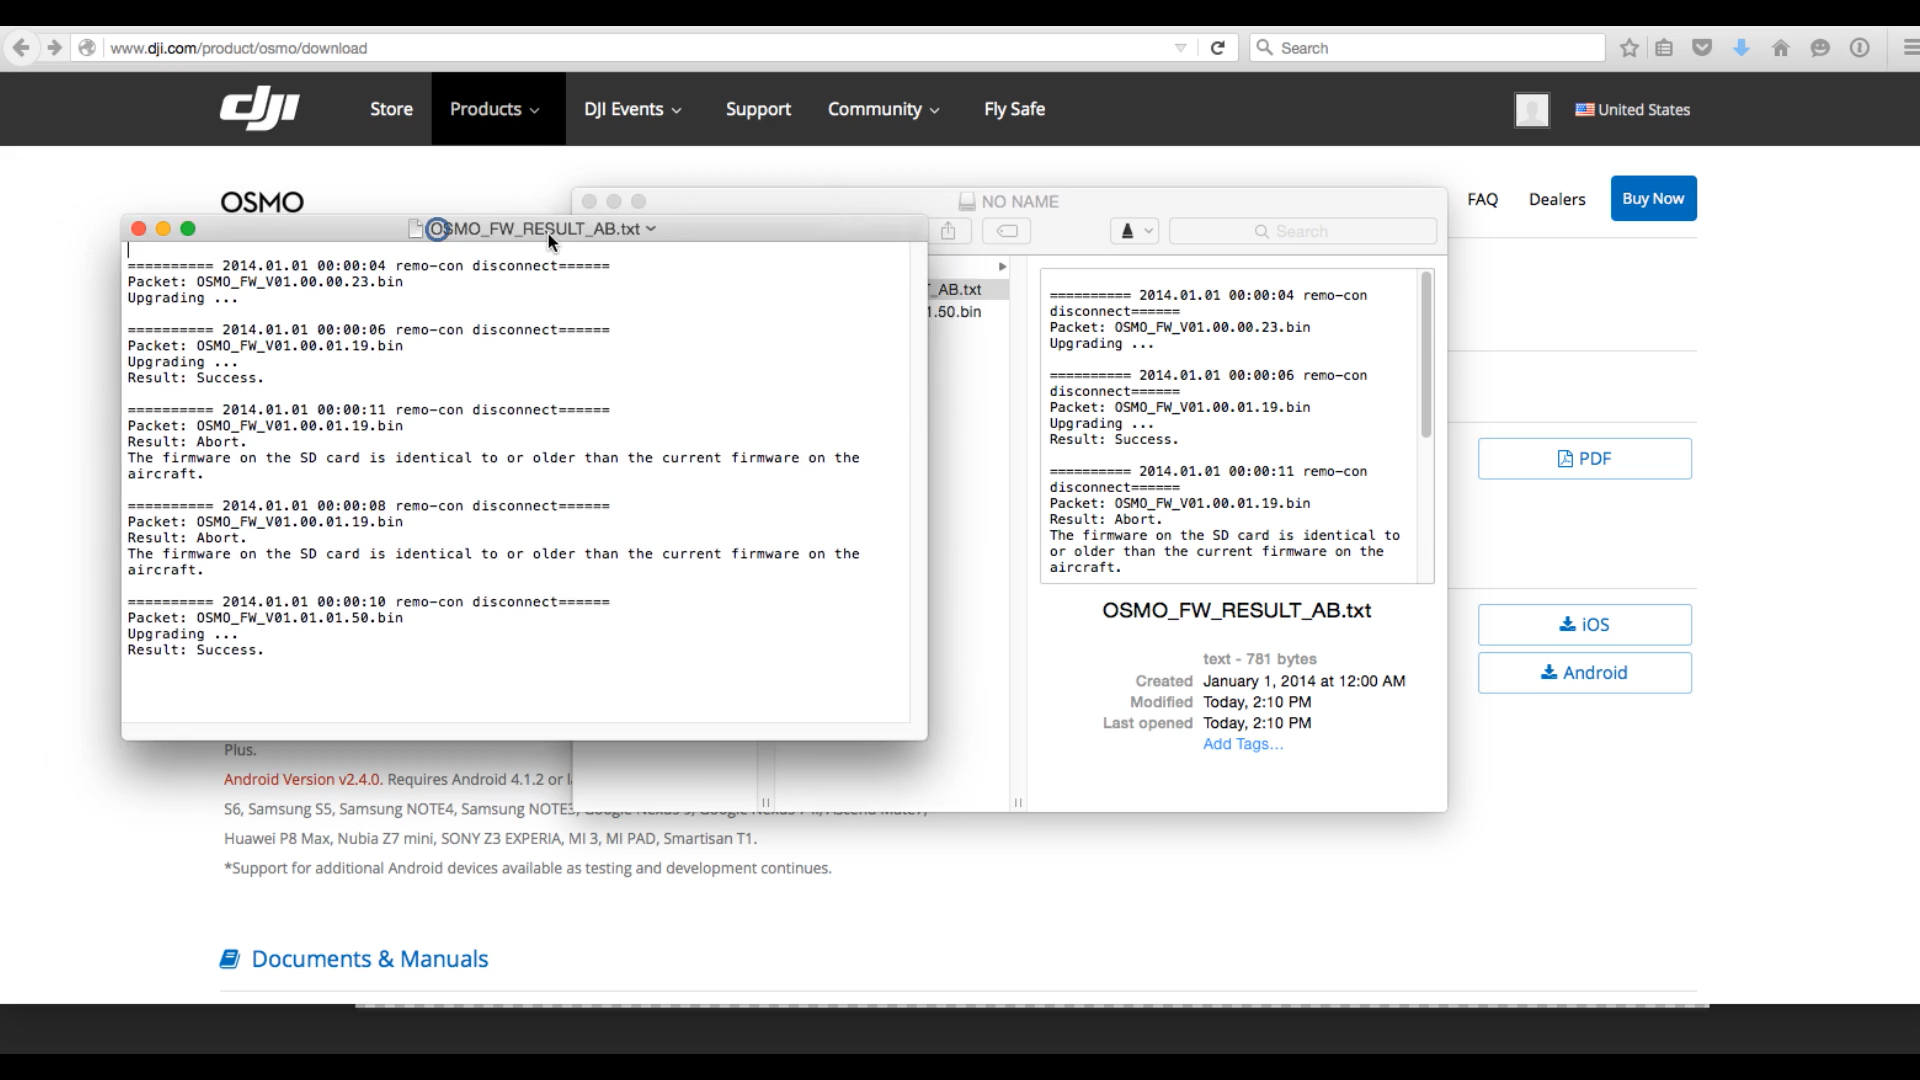 www.dji.com/product/osmo/download
Search
dji
Store
Products
DJI Events
Support
Community
Fly Safe
United States
OSMO
FAQ
Dealers
Buy Now
NO NAME
Search
OSMO_FW_RESULT_AB.txt
========== 2014.01.01 00:00:04 remo-con disconnect======
Packet: OSMO_FW_V01.00.00.23.bin
Upgrading ...
========== 2014.01.01 00:00:06 remo-con disconnect======
Packet: OSMO_FW_V01.00.01.19.bin
Upgrading ...
Result: Success.
========== 2014.01.01 00:00:11 remo-con disconnect======
Packet: OSMO_FW_V01.00.01.19.bin
Result: Abort.
The firmware on the SD card is identical to or older than the current firmware on the
aircraft.
========== 2014.01.01 00:00:08 remo-con disconnect======
Packet: OSMO_FW_V01.00.01.19.bin
Result: Abort.
The firmware on the SD card is identical to or older than the current firmware on the
aircraft.
========== 2014.01.01 00:00:10 remo-con disconnect======
Packet: OSMO_FW_V01.01.01.50.bin
Upgrading ...
Result: Success.
_AB.txt
1.50.bin
========== 2014.01.01 00:00:04 remo-con
disconnect======
Packet: OSMO_FW_V01.00.00.23.bin
Upgrading ...
========== 2014.01.01 00:00:06 remo-con
disconnect======
Packet: OSMO_FW_V01.00.01.19.bin
Upgrading ...
Result: Success.
========== 2014.01.01 00:00:11 remo-con
disconnect======
Packet: OSMO_FW_V01.00.01.19.bin
Result: Abort.
The firmware on the SD card is identical to
or older than the current firmware on the
aircraft.
OSMO_FW_RESULT_AB.txt
text - 781 bytes
Created January 1, 2014 at 12:00 AM
Modified Today, 2:10 PM
Last opened Today, 2:10 PM
Add Tags...
PDF
iOS
Android
Plus.
Android Version v2.4.0. Requires Android 4.1.2 or
S6, Samsung S5, Samsung NOTE4, Samsung NOTE3,
Huawei P8 Max, Nubia Z7 mini, SONY Z3 EXPERIA, MI 3, MI PAD, Smartisan T1.
*Support for additional Android devices available as testing and development continues.
Documents & Manuals